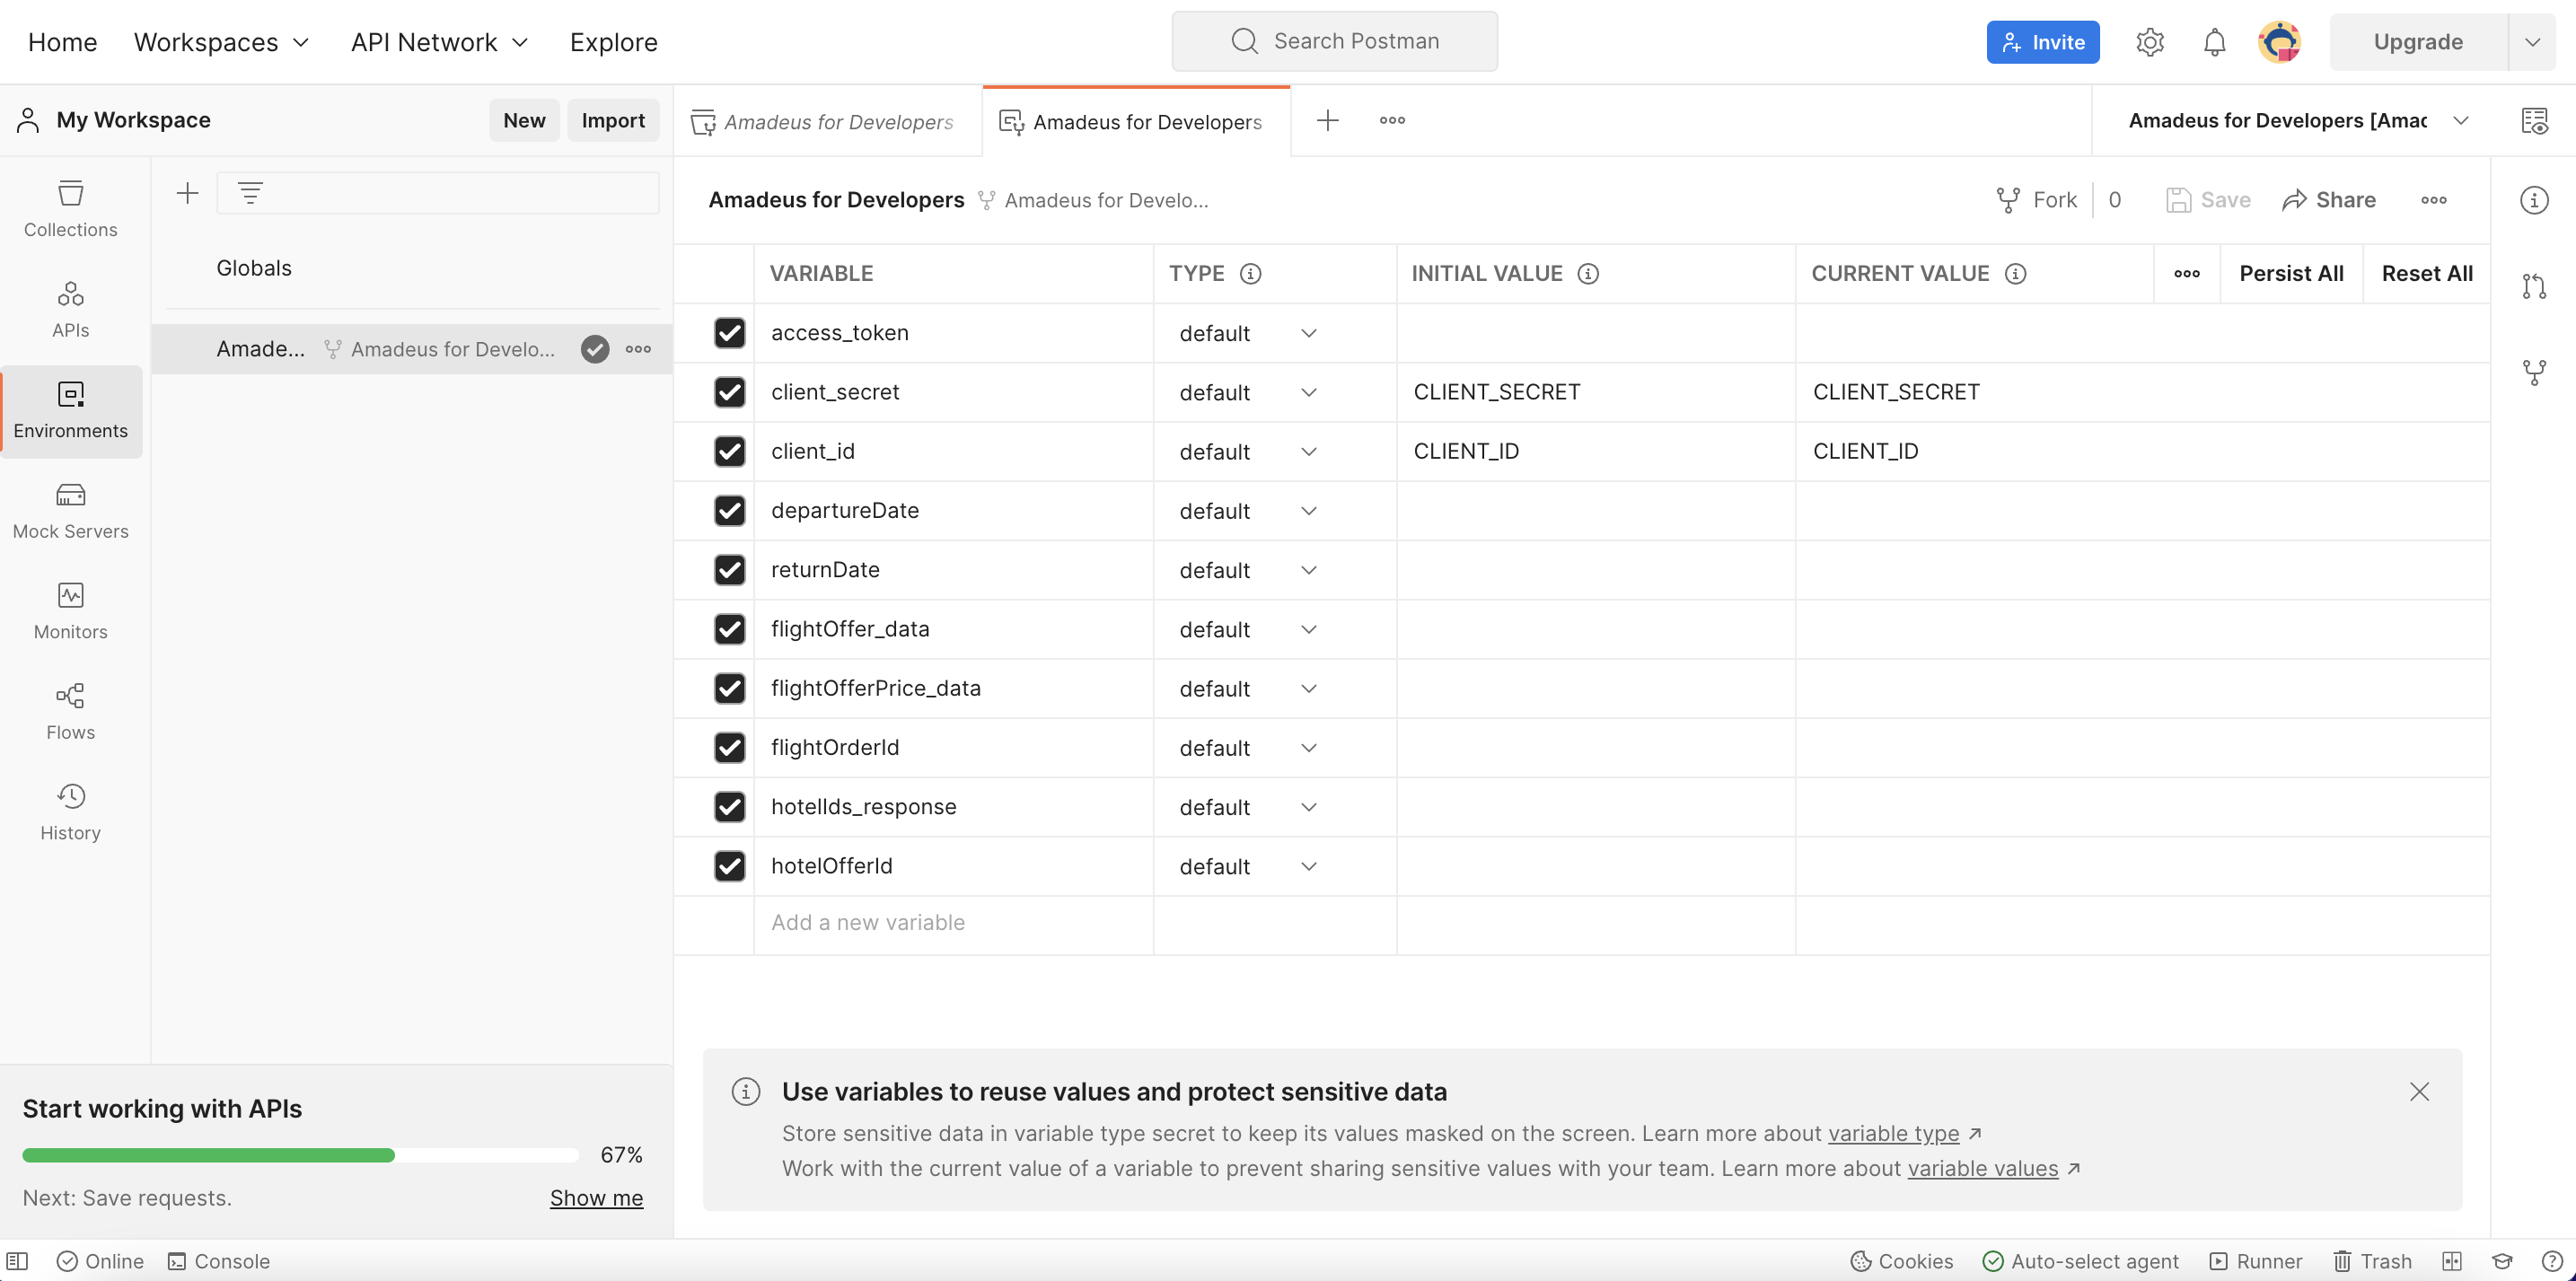 Home Workspaces API Network Explore Search Postman Invite Upgrade
My Workspace New Import Amadeus for Developers Amadeus for Developers Amadeus for Developers [Amac
Collections
APIs
Environments
Mock Servers
Monitors
Flows
History
Globals
Amade... Amadeus for Develo...
Amadeus for Developers Amadeus for Develo... Fork 0 Save Share
VARIABLE TYPE INITIAL VALUE CURRENT VALUE Persist All Reset All
access_token default
client_secret default CLIENT_SECRET CLIENT_SECRET
client_id default CLIENT_ID CLIENT_ID
departureDate default
returnDate default
flightOffer_data default
flightOfferPrice_data default
flightOrderId default
hotelIds_response default
hotelOfferId default
Add a new variable
Use variables to reuse values and protect sensitive data
Store sensitive data in variable type secret to keep its values masked on the screen. Learn more about variable type ↗
Work with the current value of a variable to prevent sharing sensitive values with your team. Learn more about variable values ↗
Start working with APIs
67%
Next: Save requests. Show me
Online Console Cookies Auto-select agent Runner Trash